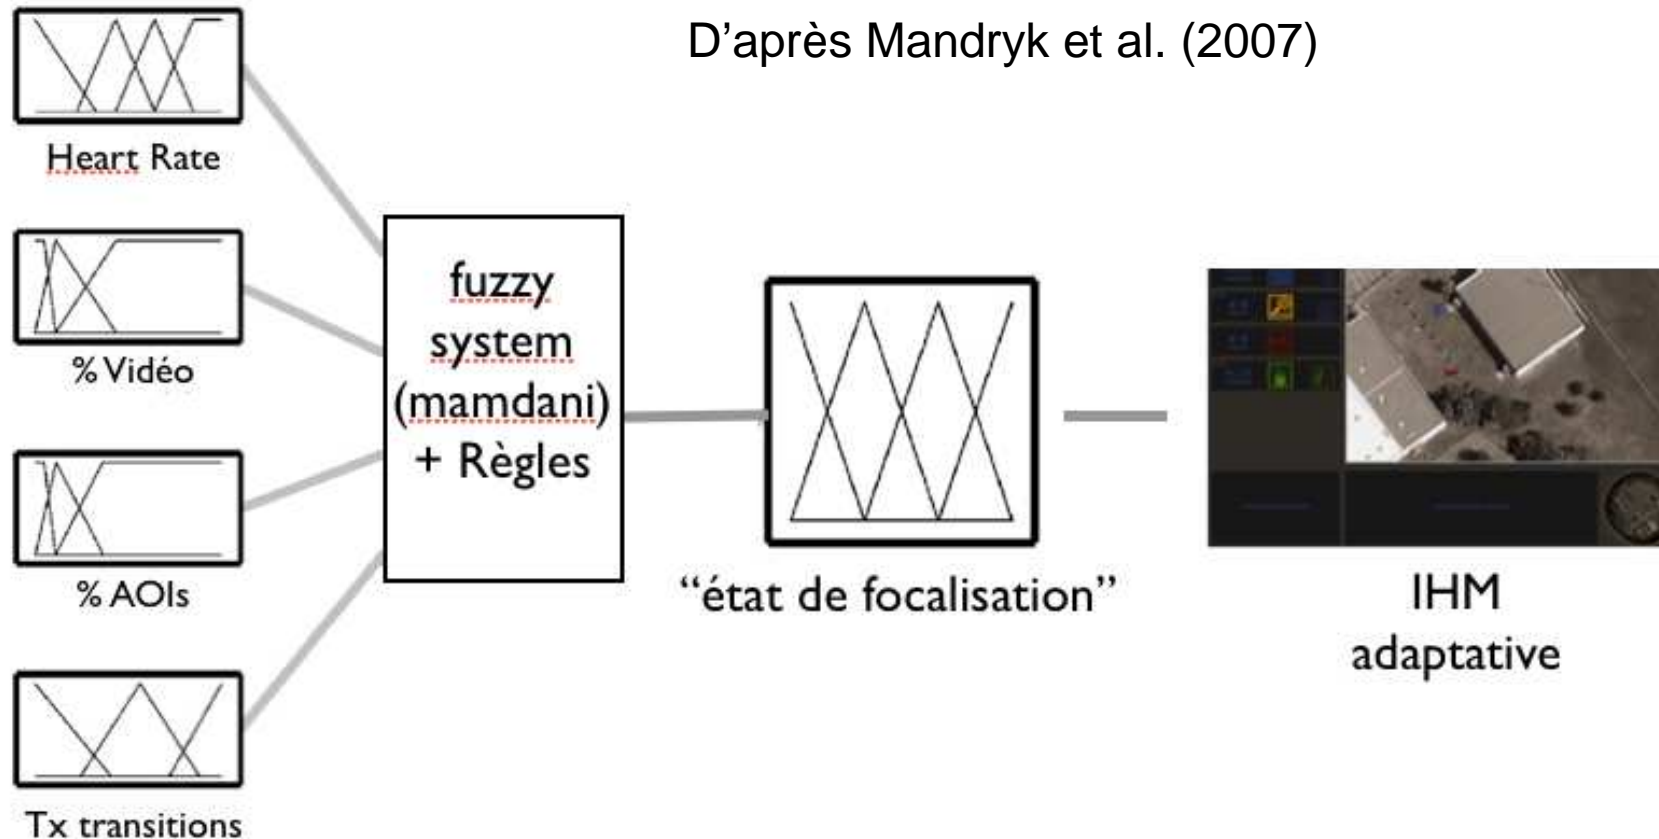 D'après Mandryk et al. (2007)
Heart Rate
% Vidéo
% AOIs
Tx transitions
fuzzy
system
(mamdani)
+ Règles
“état de focalisation”
IHM
adaptative